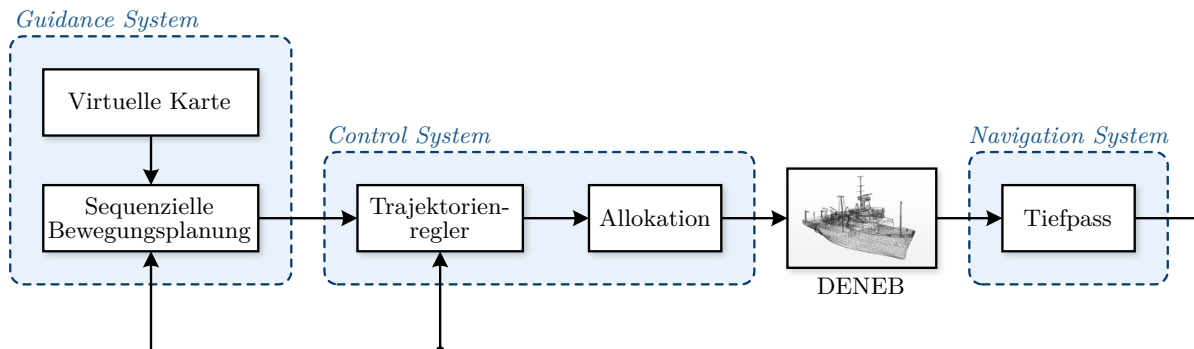 Guidance System
Virtuelle Karte
Sequenzielle
Bewegungsplanung
Control System
Trajektorien-
regler
Allokation
DENEB
Navigation System
Tiefpass